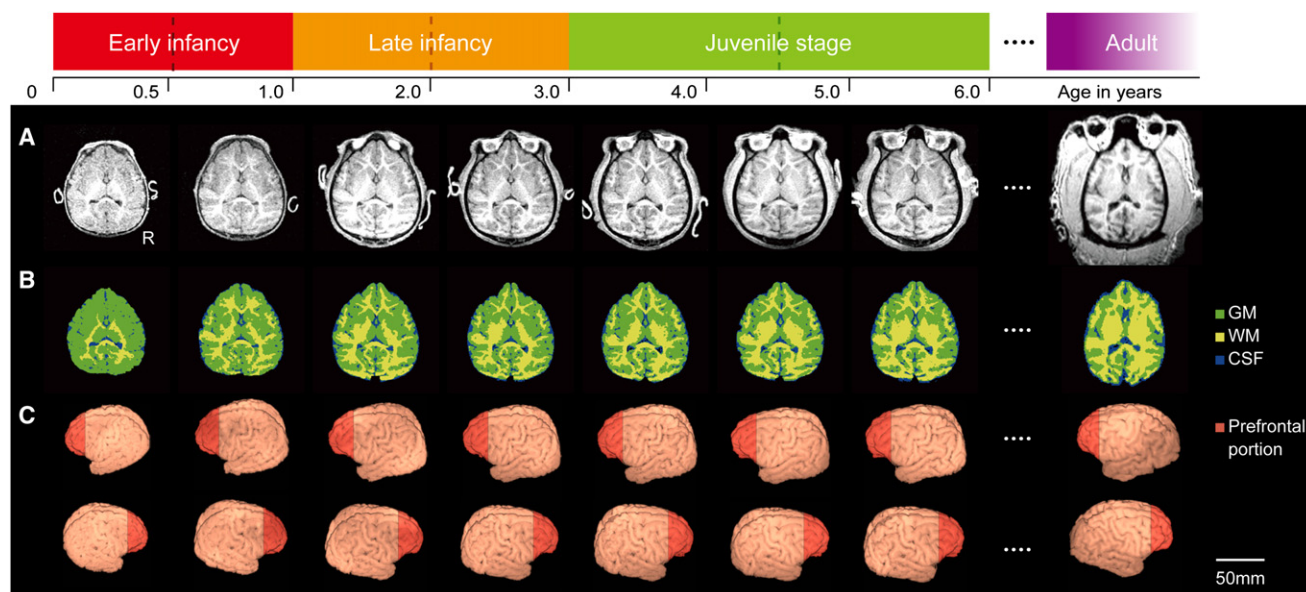 Early infancy Late infancy Juvenile stage .... Adult
0 0.5 1.0 2.0 3.0 4.0 5.0 6.0 Age in years
A
R
....
B
GM
WM
CSF
....
C
Prefrontal
portion
....
....
50mm